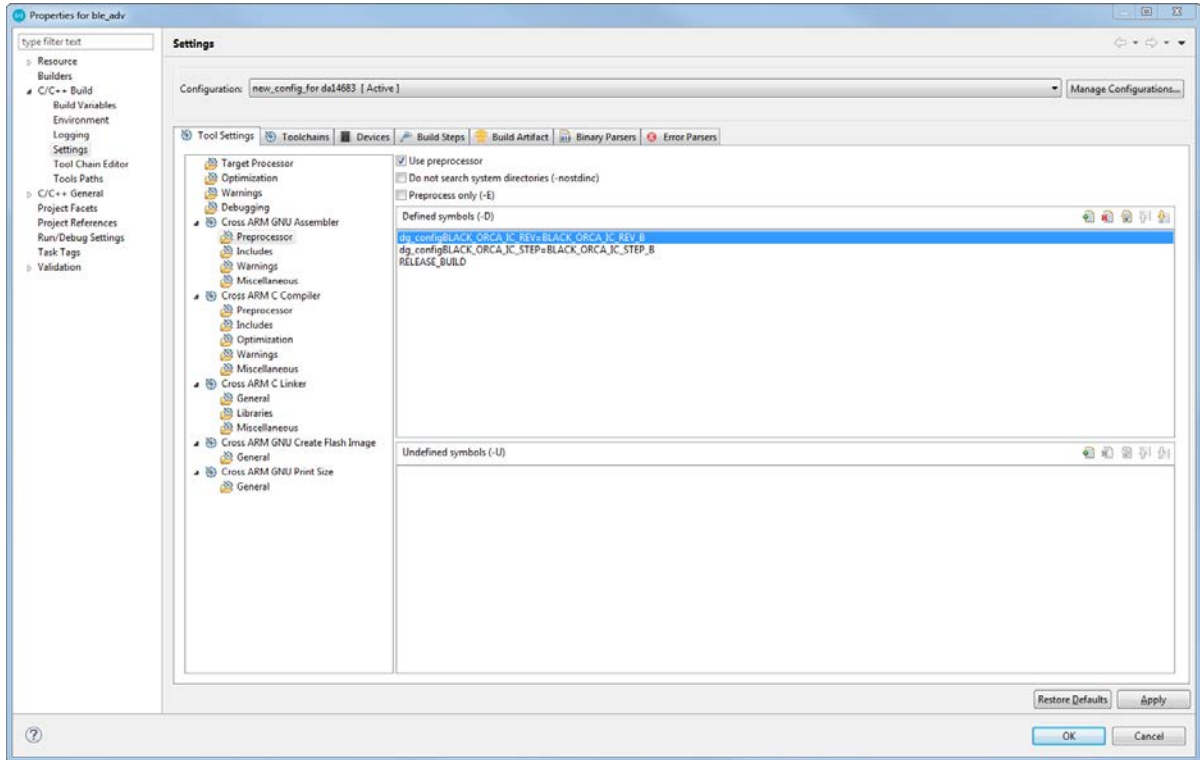 Properties for ble_adv
type filter text
Resource
Builders
C/C++ Build
Build Variables
Environment
Logging
Settings
Tool Chain Editor
Tools Paths
C/C++ General
Project Facets
Project References
Run/Debug Settings
Task Tags
Validation
Settings
Configuration: new_config_for da14683 [ Active ] Manage Configurations...
Tool Settings Toolchains Devices Build Steps Build Artifact Binary Parsers Error Parsers
Target Processor
Optimization
Warnings
Debugging
Cross ARM GNU Assembler
Preprocessor
Includes
Warnings
Miscellaneous
Cross ARM C Compiler
Preprocessor
Includes
Optimization
Warnings
Miscellaneous
Cross ARM C Linker
General
Libraries
Miscellaneous
Cross ARM GNU Create Flash Image
General
Cross ARM GNU Print Size
General
Use preprocessor
Do not search system directories (-nostdinc)
Preprocess only (-E)
Defined symbols (-D)
dg_configBLACK_ORCA_IC_REV=BLACK_ORCA_IC_REV_B
dg_configBLACK_ORCA_IC_STEP=BLACK_ORCA_IC_STEP_B
RELEASE_BUILD
Undefined symbols (-U)
Restore Defaults Apply
OK Cancel